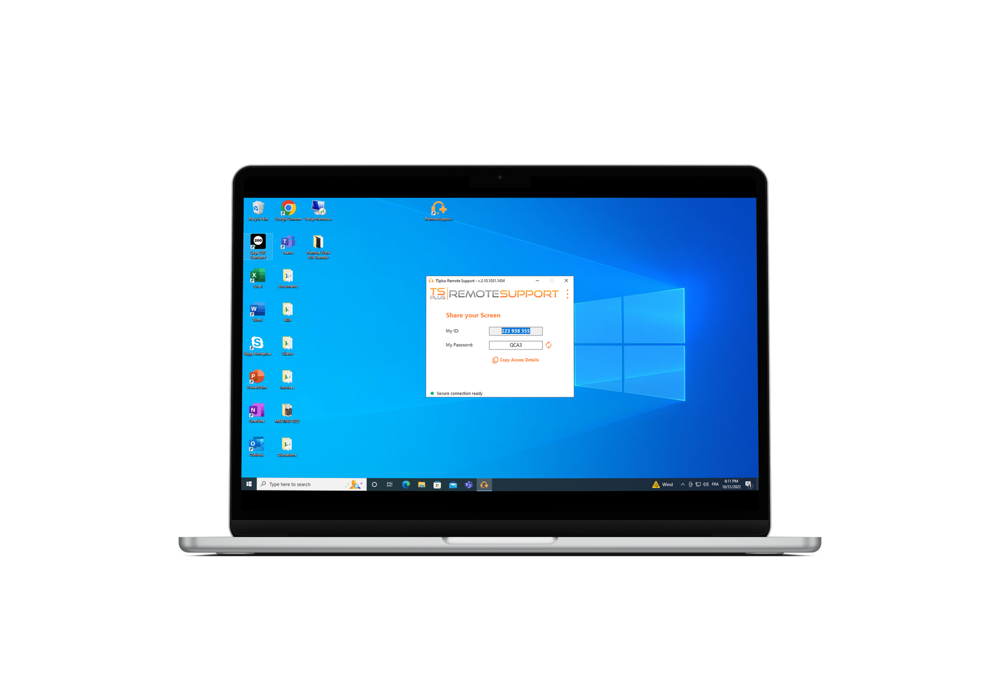 Recycle Bin
Google Chrome
Setup-Remote...
RemoteSuppor...
200
Sage 200
Standard
T
Teams
Remote Work
File Transfer
X
Excel
documents
W
Word
Bills
S
Skype Entreprise
Clients
P
PowerPoint
Invoices
N
OneNote
MEETING 2022
O
Outlook
Quotations
TSplus Remote Support - v.3.10.1031.1454
TS PLUS | REMOTESUPPORT
Share your Screen
My ID: 223 938 355
My Password: QCA3
Copy Access Details
Secure connection ready
Type here to search
Wind
FRA
6:11 PM
10/31/2022
1